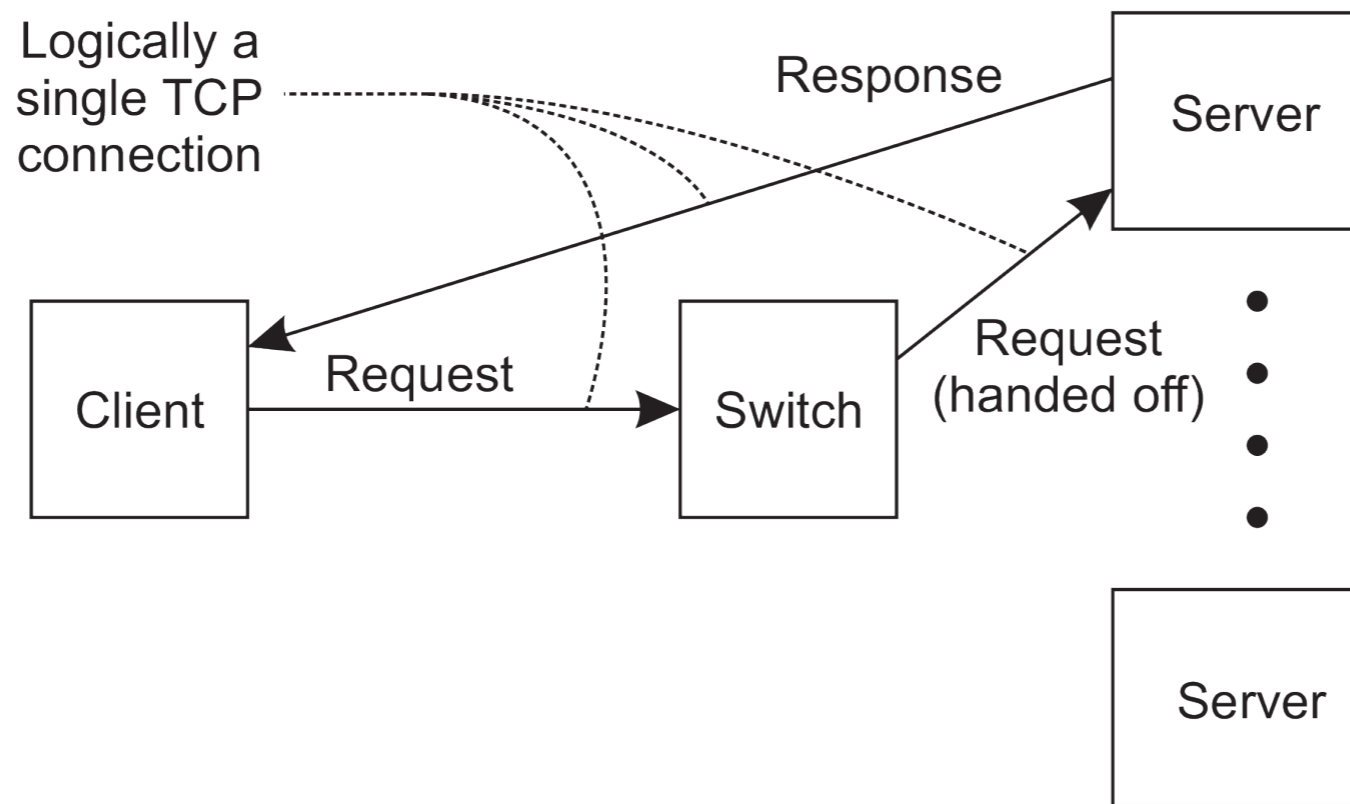 Logically a
single TCP
connection
Response
Server
Client
Request
Switch
Request
(handed off)
Server